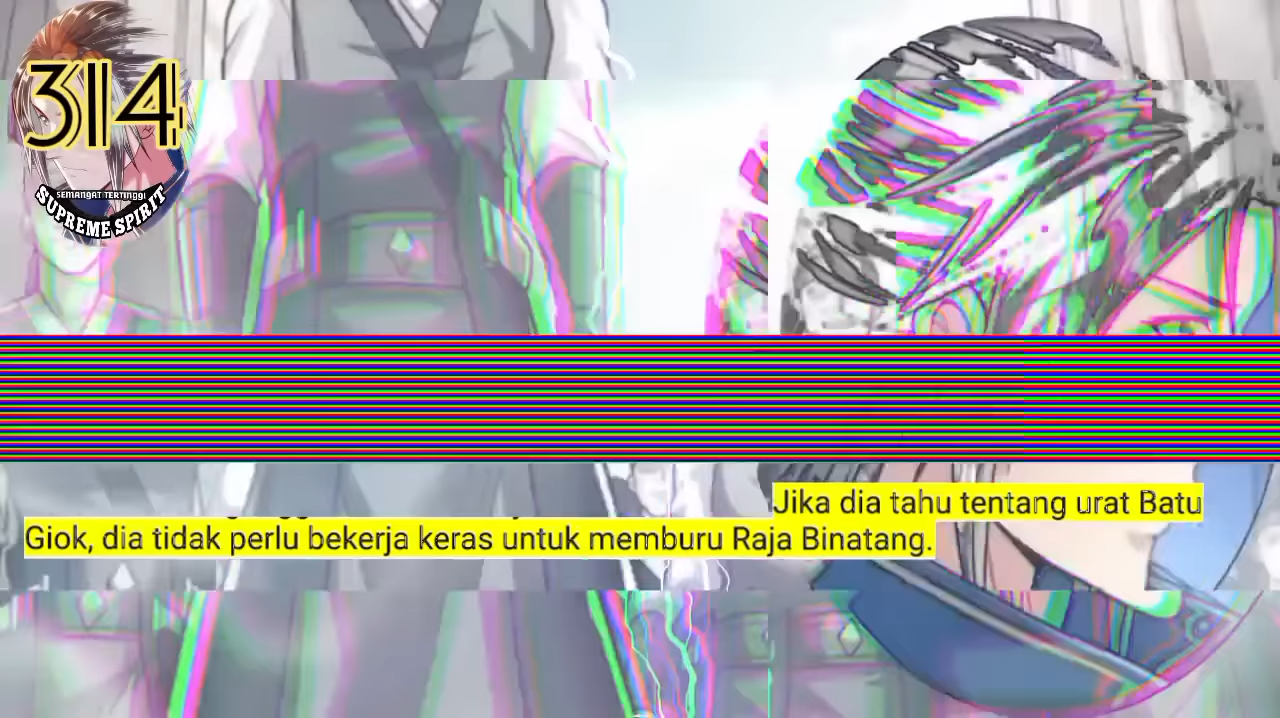 314
SEMANGAT TERTINGGI
SUPREME SPIRIT
Jika dia tahu tentang urat Batu
Giok, dia tidak perlu bekerja keras untuk memburu Raja Binatang.